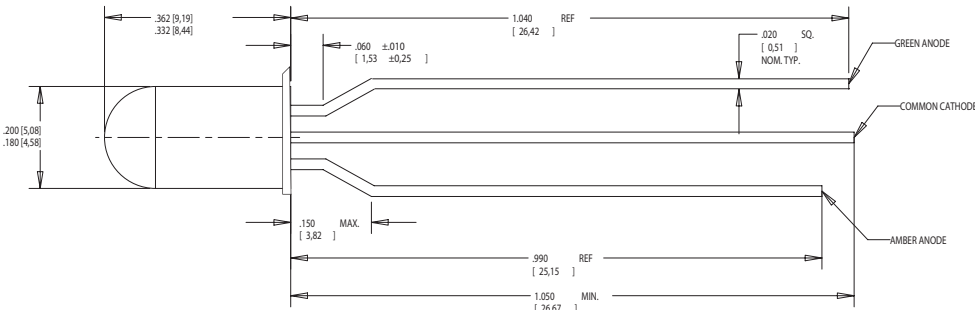 .362 [9,19]
.332 [8,44]
1.040 REF
[ 26,42 ]
.060 ±.010
[ 1,53 ±0,25 ]
.020 SQ.
[ 0,51 ]
NOM. TYP.
GREEN ANODE
COMMON CATHODE
.200 [5,08]
.180 [4,58]
.150 MAX.
[ 3,82 ]
AMBER ANODE
.990 REF
[ 25,15 ]
1.050 MIN.
[ 26,67 ]